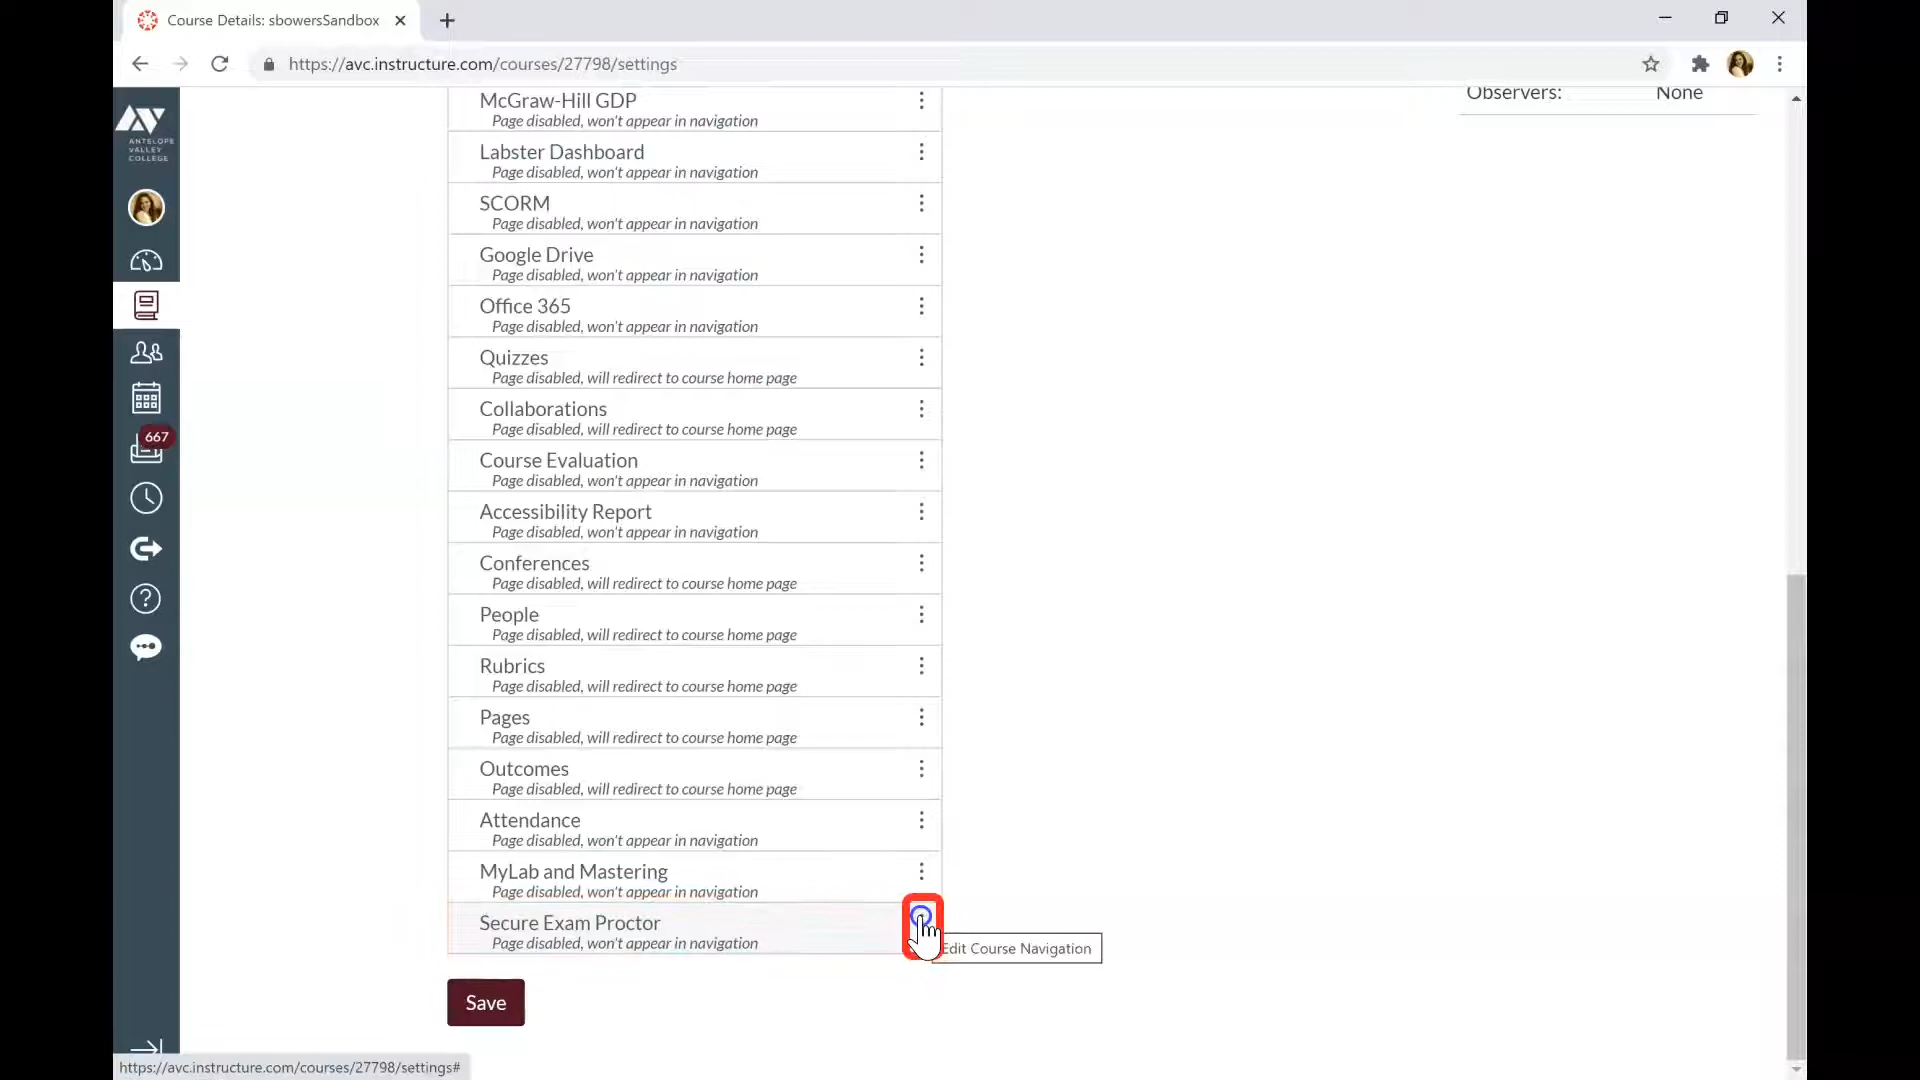 Course Details: sbowersSandbox
https://avc.instructure.com/courses/27798/settings
ANTELOPE
VALLEY
COLLEGE
667
Observers: None
McGraw-Hill GDP
Page disabled, won't appear in navigation
Labster Dashboard
Page disabled, won't appear in navigation
SCORM
Page disabled, won't appear in navigation
Google Drive
Page disabled, won't appear in navigation
Office 365
Page disabled, won't appear in navigation
Quizzes
Page disabled, will redirect to course home page
Collaborations
Page disabled, will redirect to course home page
Course Evaluation
Page disabled, won't appear in navigation
Accessibility Report
Page disabled, won't appear in navigation
Conferences
Page disabled, will redirect to course home page
People
Page disabled, will redirect to course home page
Rubrics
Page disabled, will redirect to course home page
Pages
Page disabled, will redirect to course home page
Outcomes
Page disabled, will redirect to course home page
Attendance
Page disabled, won't appear in navigation
MyLab and Mastering
Page disabled, won't appear in navigation
Secure Exam Proctor
Page disabled, won't appear in navigation
Edit Course Navigation
Save
https://avc.instructure.com/courses/27798/settings#